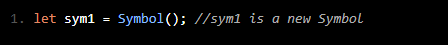 1. let sym1 = Symbol(); //sym1 is a new Symbol